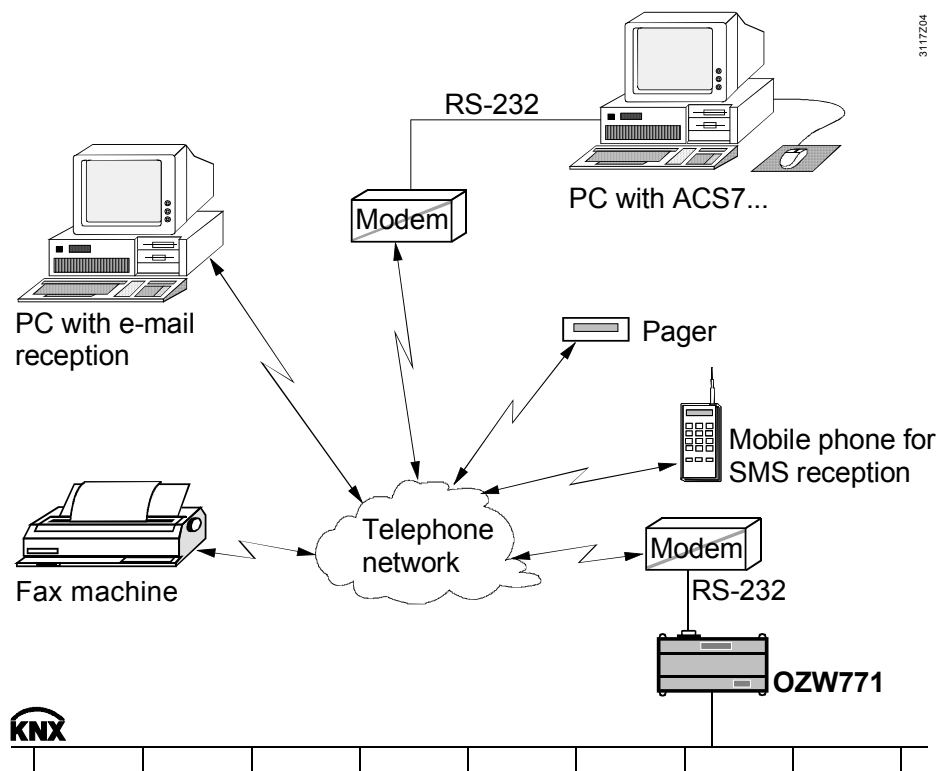 3117Z04
RS-232
PC with ACS7...
Modem
PC with e-mail
reception
Pager
Mobile phone for
SMS reception
Telephone
network
Modem
Fax machine
RS-232
OZW771
KNX